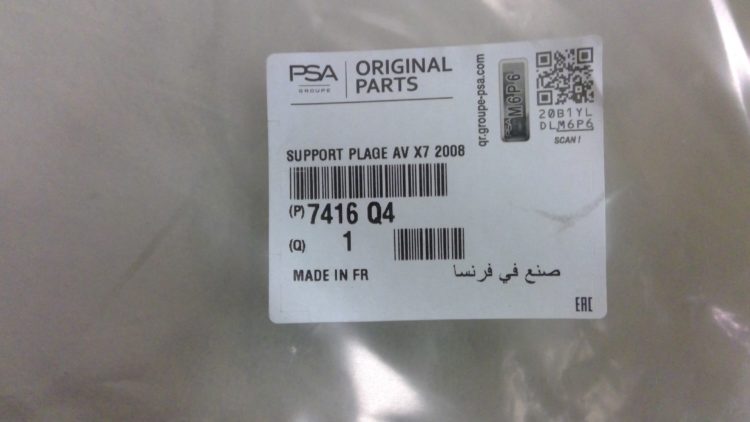 PSA
GROUPE
ORIGINAL
PARTS
qr.groupe-psa.com
PSA
M6P6
20B1YL
DLM6P6
SCAN!
SUPPORT PLAGE AV X7 2008
(P) 7416 Q4
(Q) 1
MADE IN FR
صنع في فرنسا
EAC